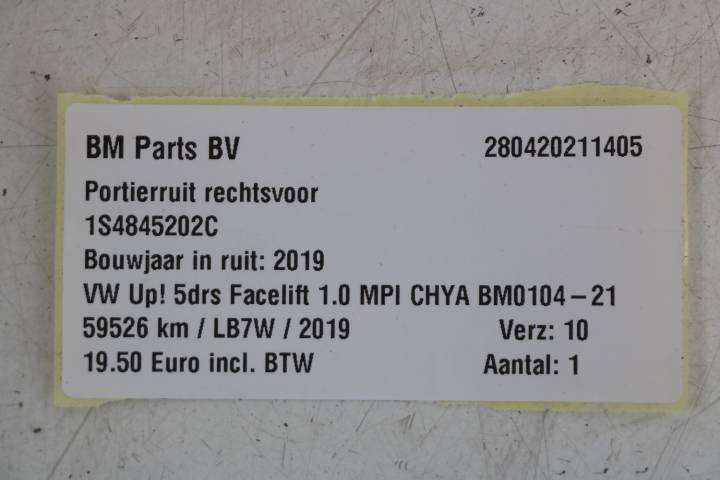 BM Parts BV 280420211405
Portierruit rechtsvoor
1S4845202C
Bouwjaar in ruit: 2019
VW Up! 5drs Facelift 1.0 MPI CHYA BM0104-21
59526 km / LB7W / 2019 Verz: 10
19.50 Euro incl. BTW Aantal: 1